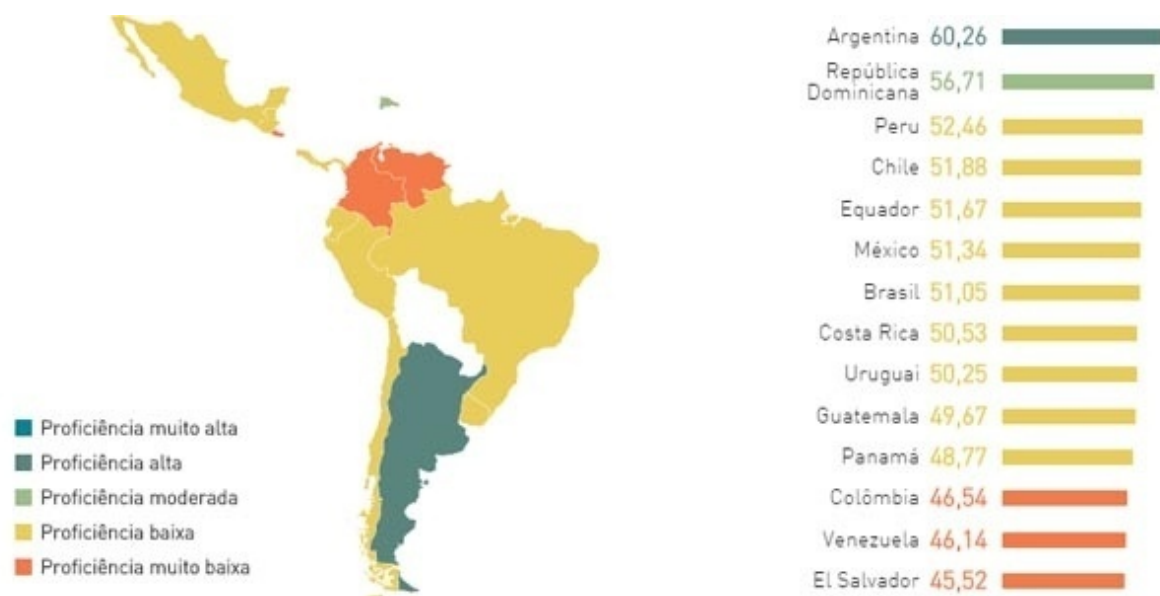 Argentina 60,26
República
Dominicana 56,71
Peru 52,46
Chile 51,88
Equador 51,67
México 51,34
Brasil 51,05
Costa Rica 50,53
Uruguai 50,25
Guatemala 49,67
Panamá 48,77
Colômbia 46,54
Venezuela 46,14
El Salvador 45,52
Proficiência muito alta
Proficiência alta
Proficiência moderada
Proficiência baixa
Proficiência muito baixa